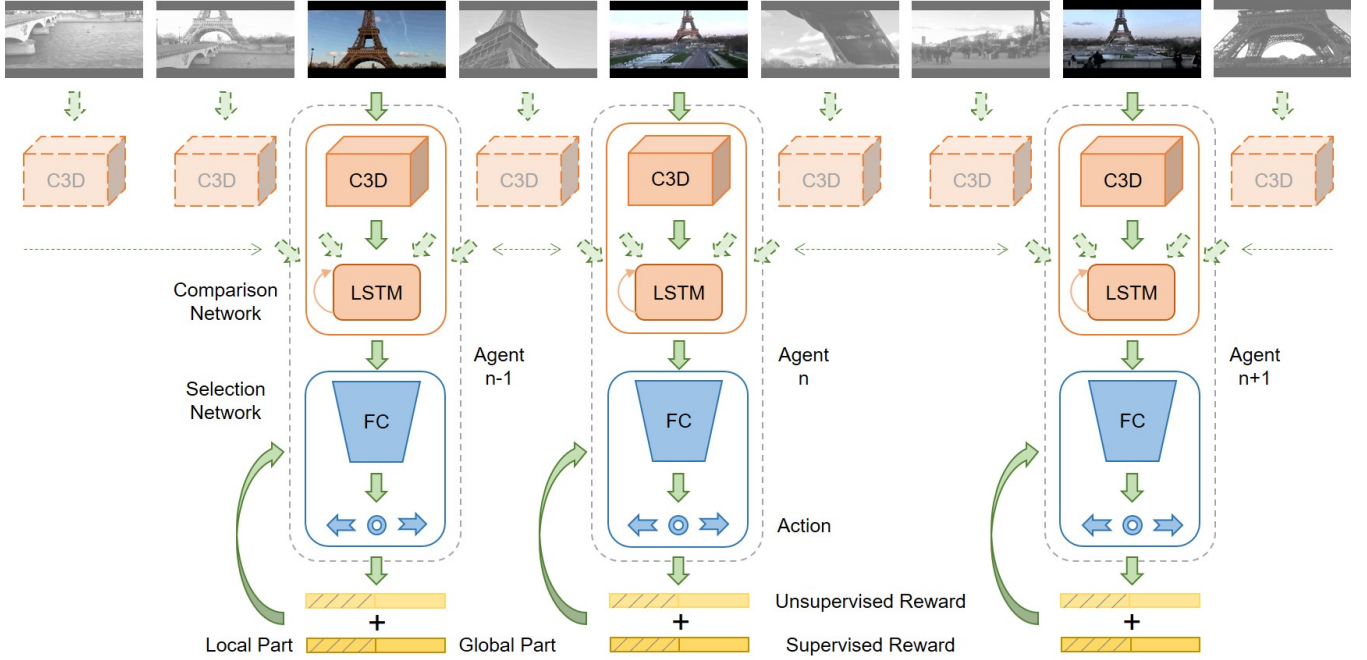 C3D C3D C3D C3D C3D C3D C3D C3D C3D
LSTM LSTM LSTM
Comparison
Network
Agent
n-1
Agent
n
Agent
n+1
Selection
Network
FC FC FC
Action
Unsupervised Reward
+ + +
Local Part Global Part Supervised Reward